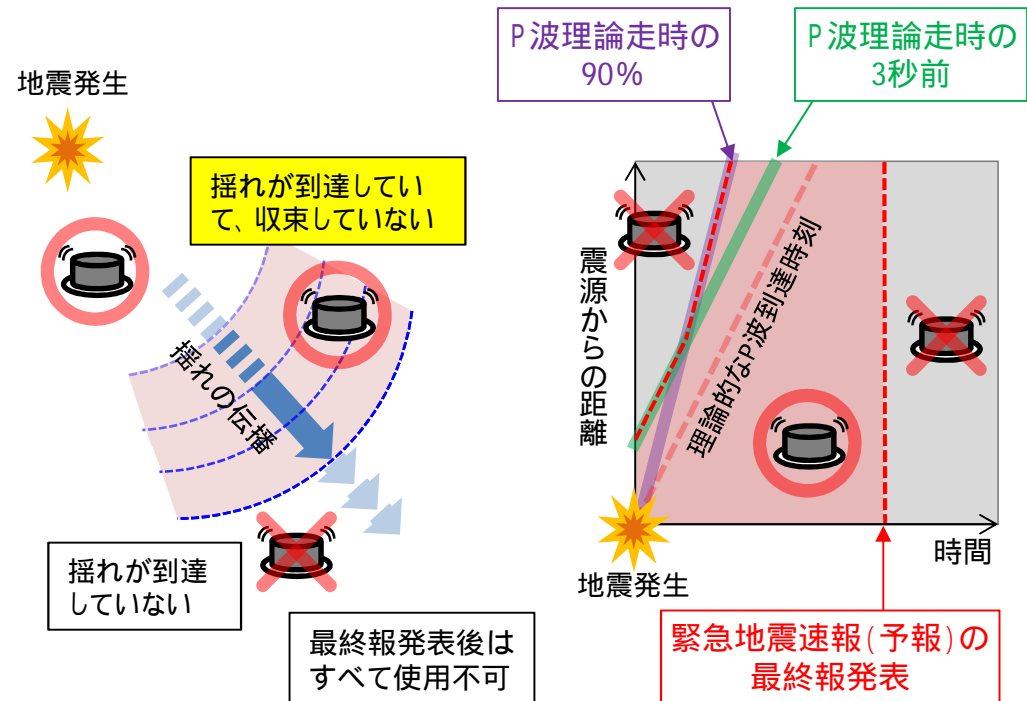 地震発生
揺れが到達してい
て、収束していない
揺れの伝播
揺れが到達
していない
最終報発表後は
すべて使用不可
P波理論走時の
90%
P波理論走時の
3秒前
震源からの距離
理論的なP波到達時刻
時間
地震発生
緊急地震速報(予報)の
最終報発表